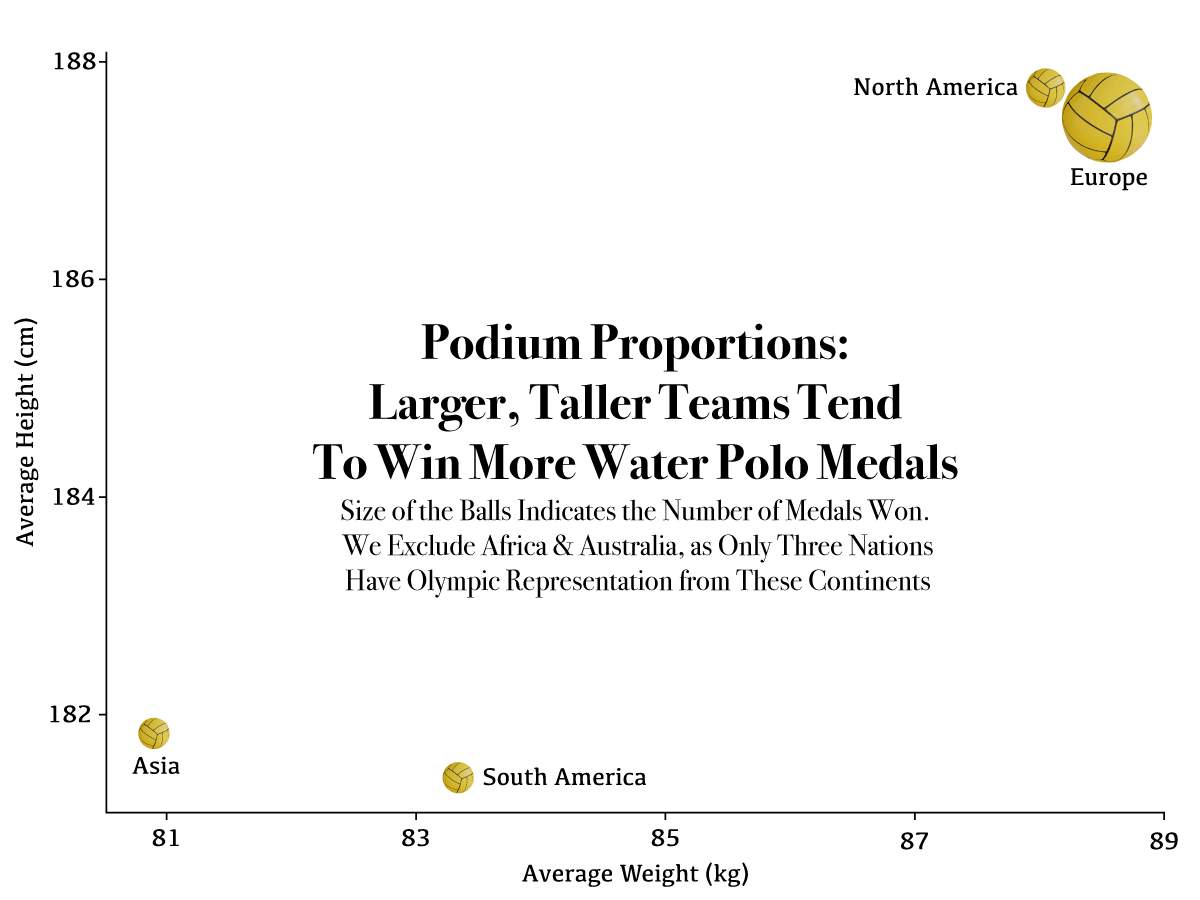 188
North America
Europe
186
Podium Proportions:
Larger, Taller Teams Tend
To Win More Water Polo Medals
Size of the Balls Indicates the Number of Medals Won.
We Exclude Africa & Australia, as Only Three Nations
Have Olympic Representation from These Continents
Average Height (cm)
184
182
Asia
South America
81
83
85
87
89
Average Weight (kg)